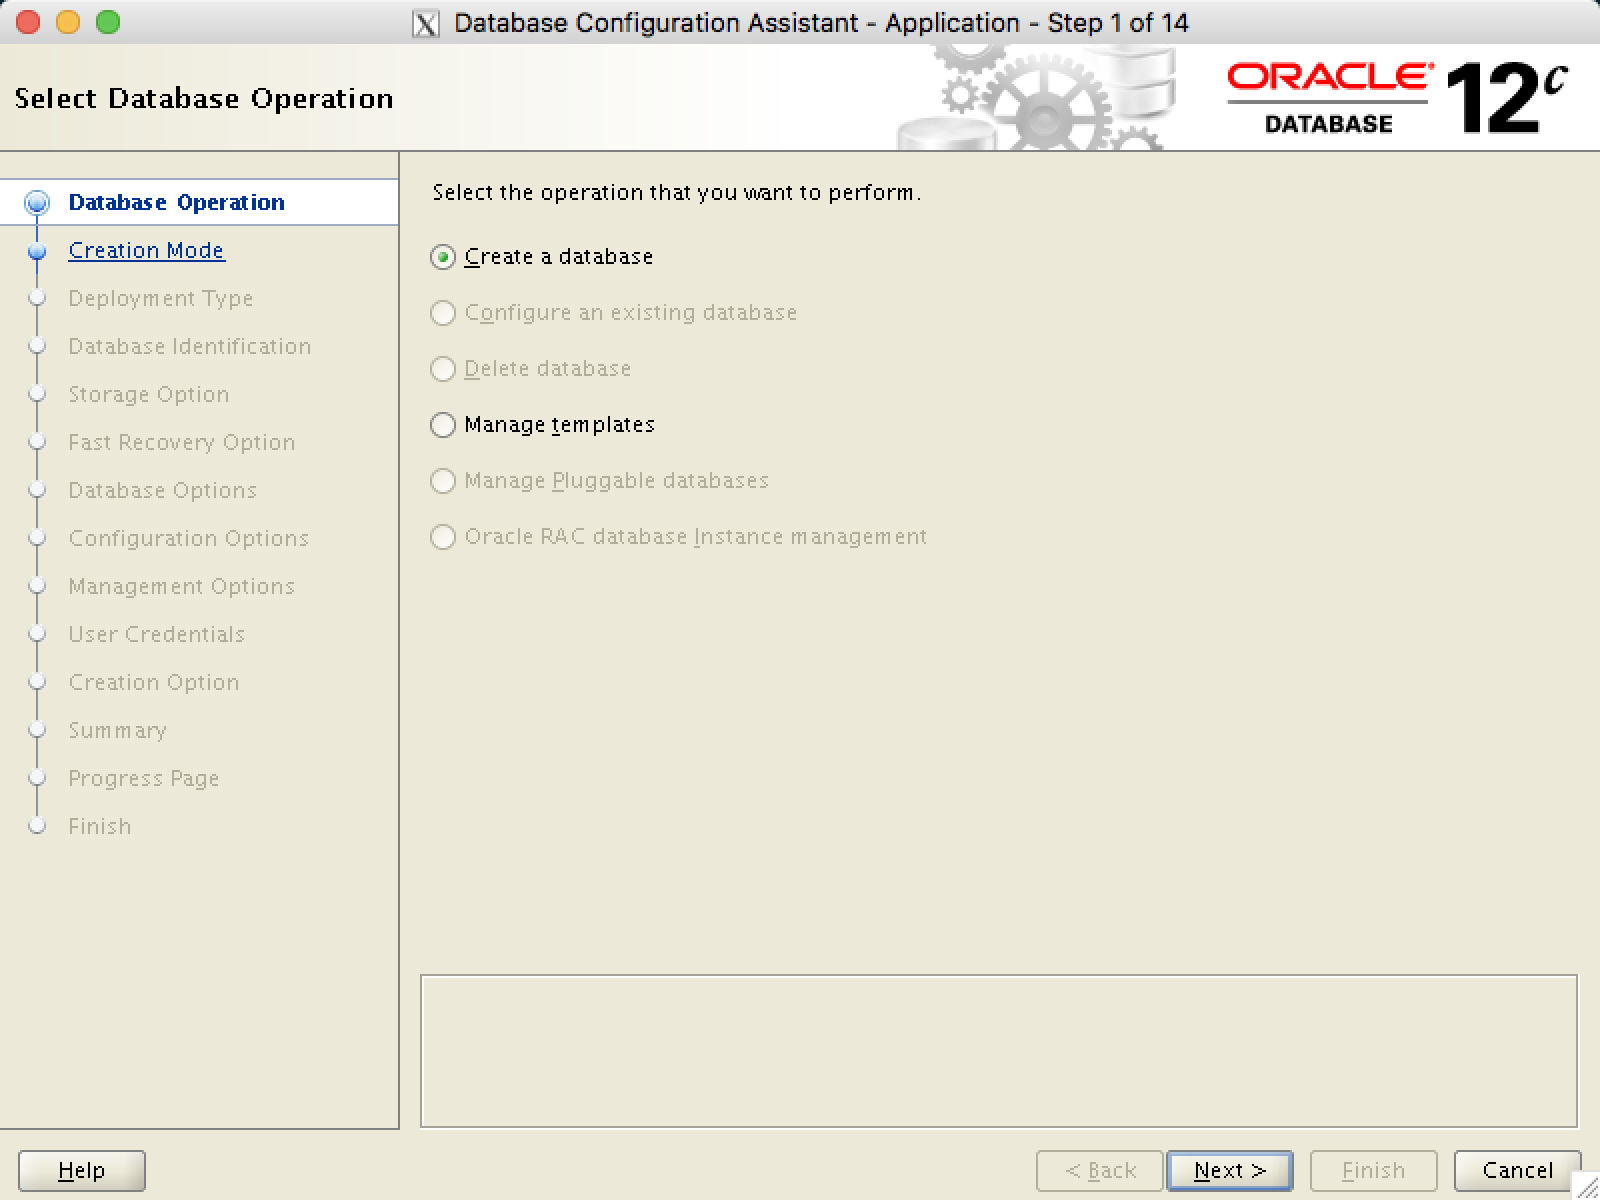 Database Configuration Assistant - Application - Step 1 of 14
Select Database Operation
ORACLE
DATABASE
12c
Database Operation
Creation Mode
Deployment Type
Database Identification
Storage Option
Fast Recovery Option
Database Options
Configuration Options
Management Options
User Credentials
Creation Option
Summary
Progress Page
Finish
Select the operation that you want to perform.
Create a database
Configure an existing database
Delete database
Manage templates
Manage Pluggable databases
Oracle RAC database Instance management
Help
< Back
Next >
Finish
Cancel